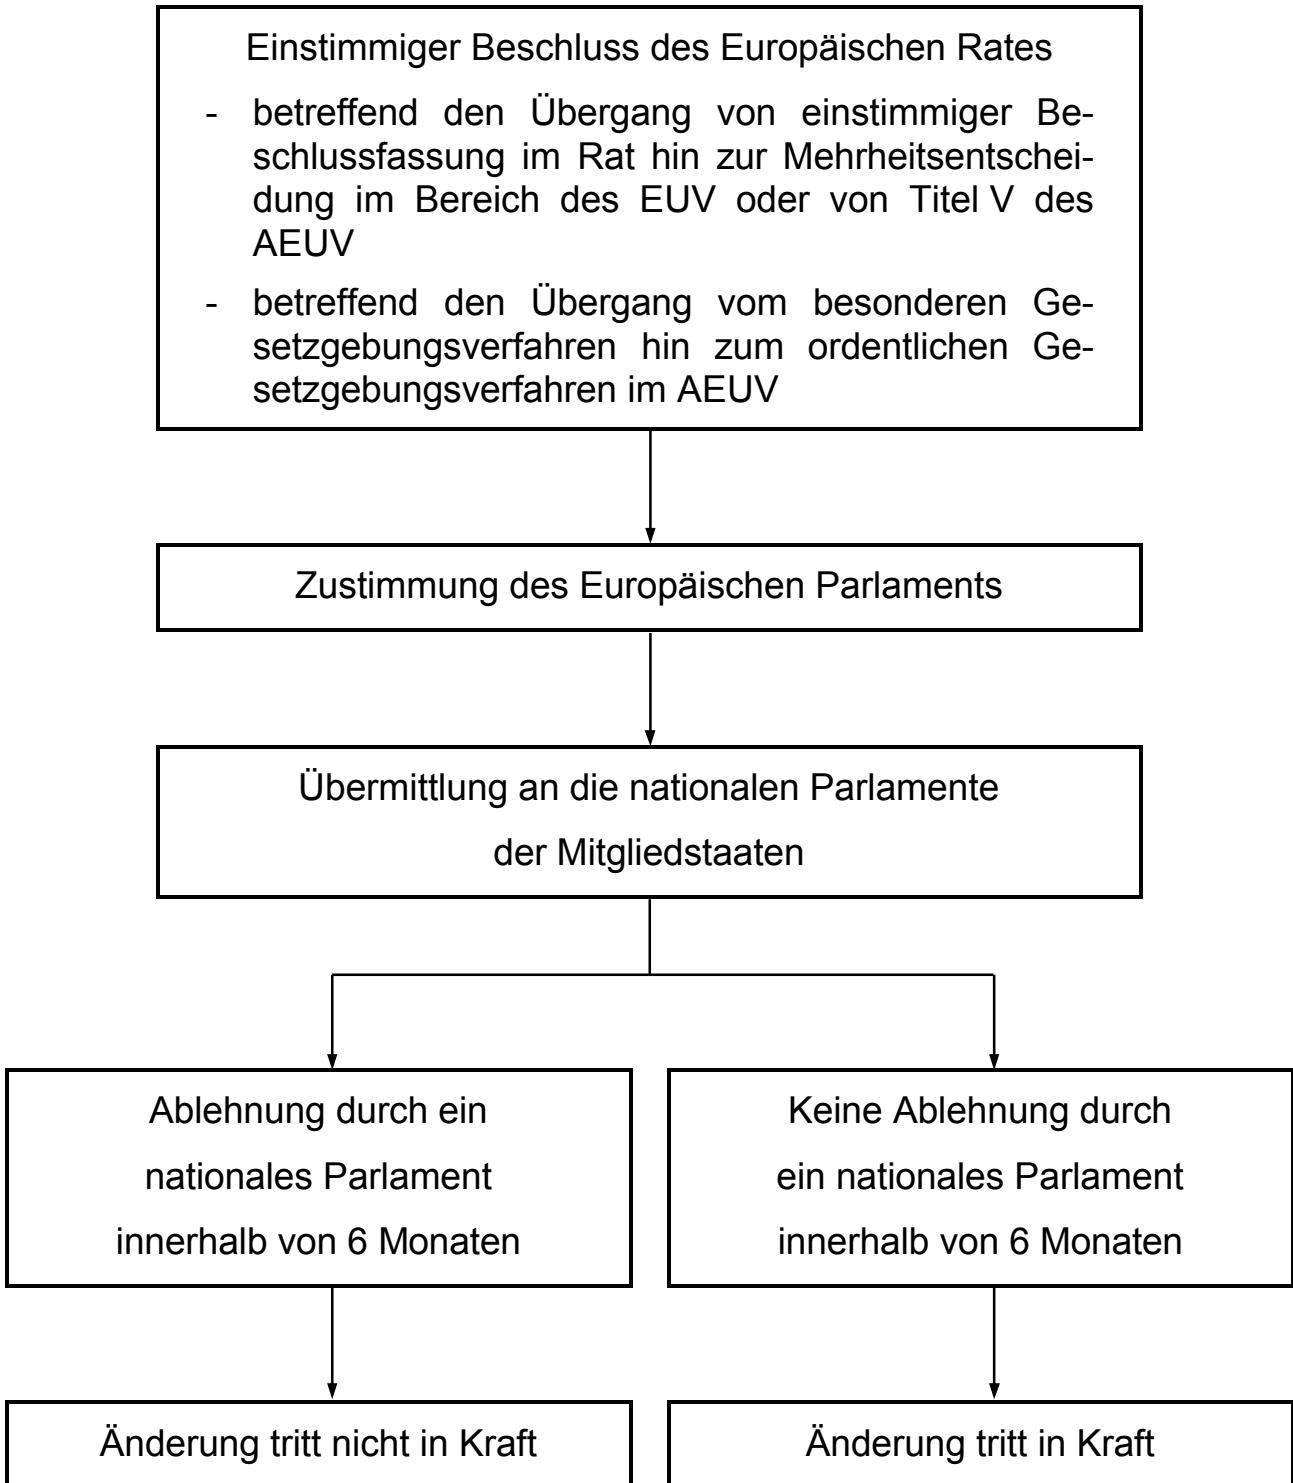 Einstimmiger Beschluss des Europäischen Rates
- betreffend den Übergang von einstimmiger Be-
schlussfassung im Rat hin zur Mehrheitsentschei-
dung im Bereich des EUV oder von Titel V des
AEUV
- betreffend den Übergang vom besonderen Ge-
setzgebungsverfahren hin zum ordentlichen Ge-
setzgebungsverfahren im AEUV
Zustimmung des Europäischen Parlaments
Übermittlung an die nationalen Parlamente
der Mitgliedstaaten
Ablehnung durch ein
nationales Parlament
innerhalb von 6 Monaten
Keine Ablehnung durch
ein nationales Parlament
innerhalb von 6 Monaten
Änderung tritt nicht in Kraft
Änderung tritt in Kraft